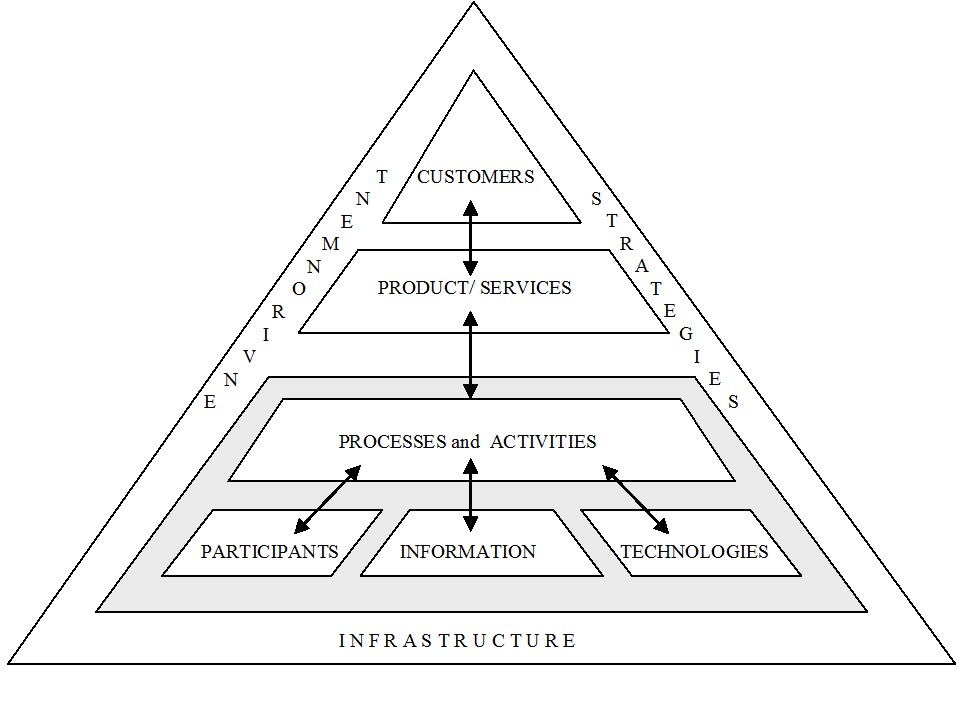 CUSTOMERS
ENVIRONMENT
STRATEGIES
PRODUCT/ SERVICES
PROCESSES and ACTIVITIES
PARTICIPANTS
INFORMATION
TECHNOLOGIES
INFRASTRUCTURE